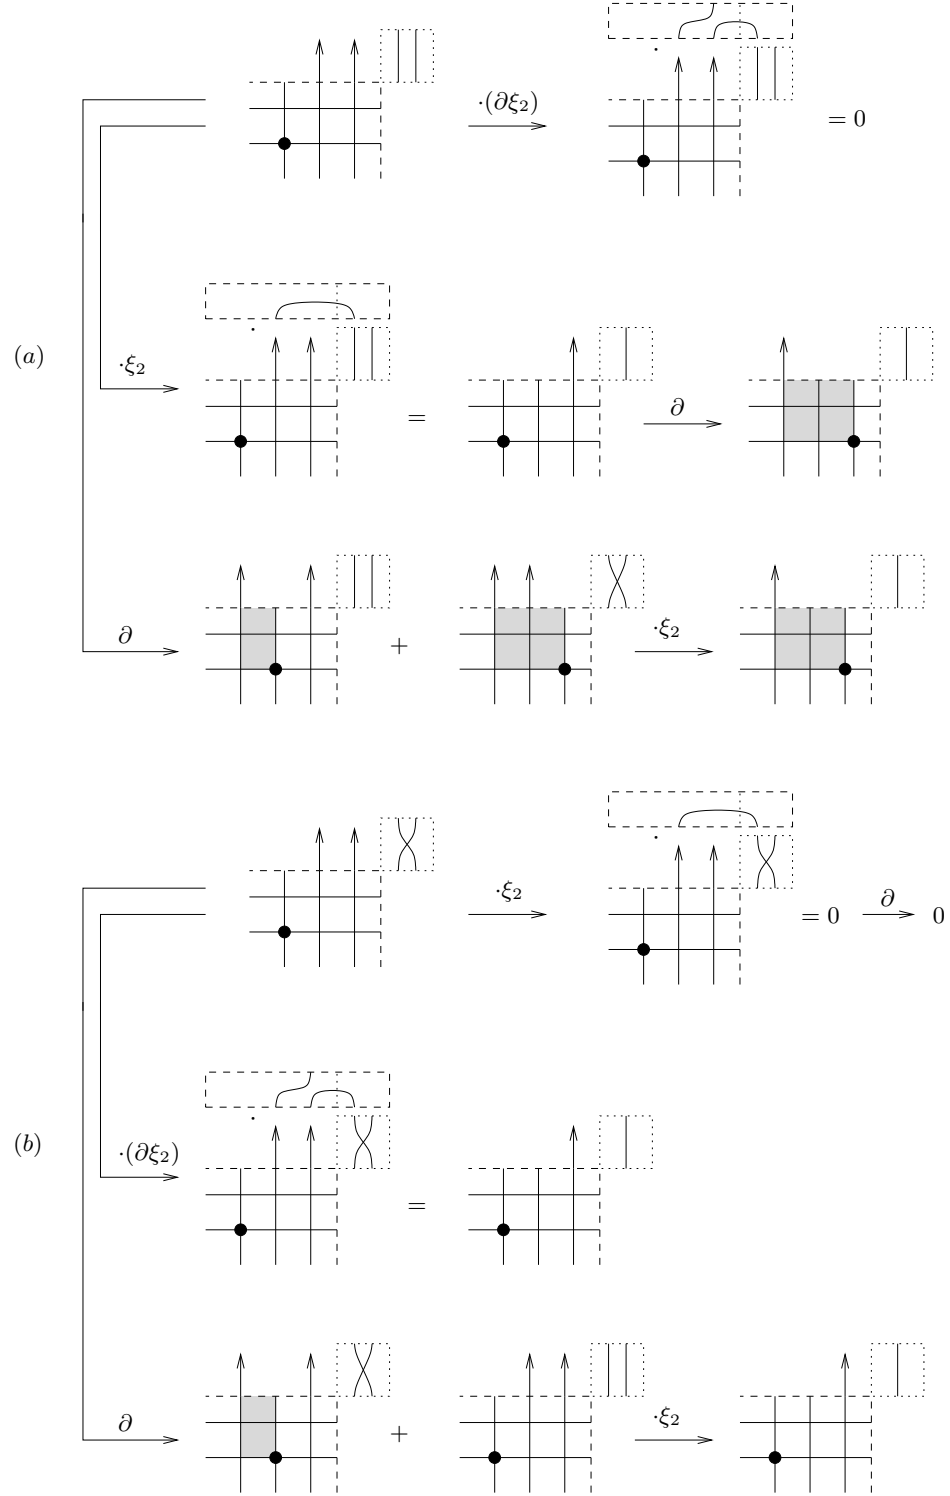 ·(∂ξ₂)
= 0
(a)
·ξ₂
=
∂
∂
+
·ξ₂
·ξ₂
= 0
∂
0
(b)
·(∂ξ₂)
=
∂
+
·ξ₂